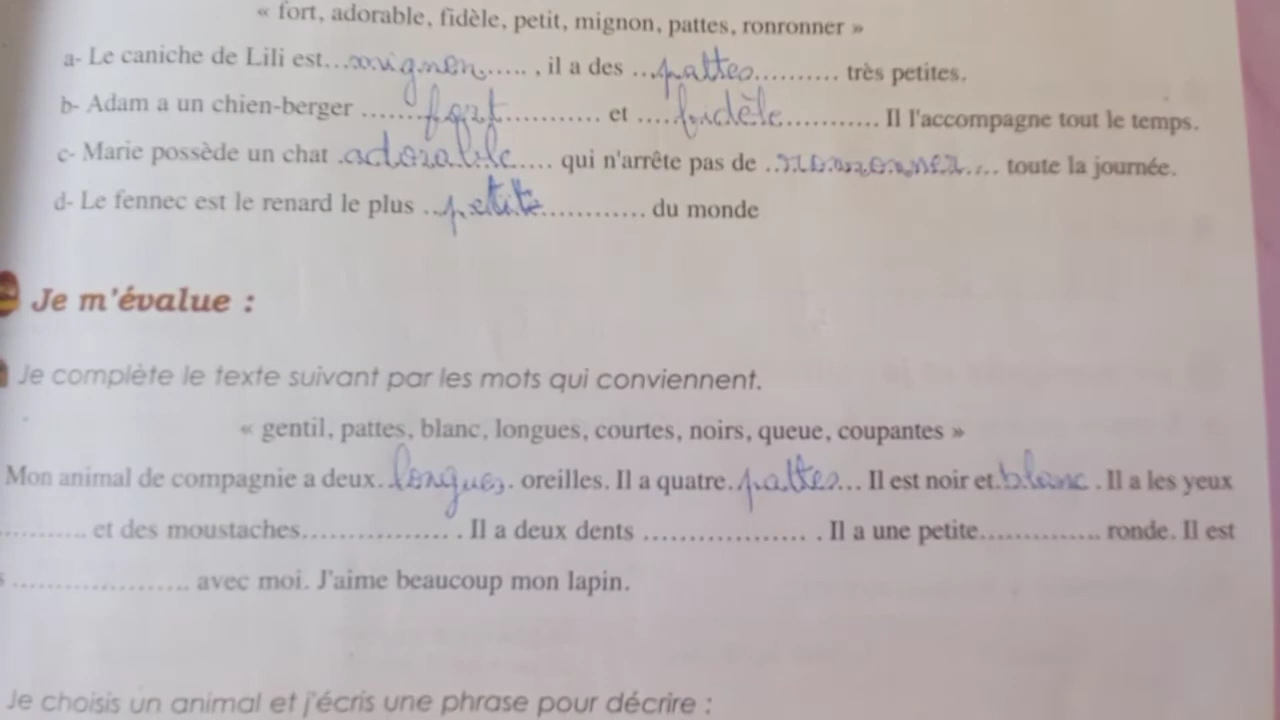 « fort, adorable, fidèle, petit, mignon, pattes, ronronner »
a- Le caniche de Lili est...mignon..... , il a des ...pattes.......... très petites.
b- Adam a un chien-berger .......fort............ et .....fidèle........... Il l'accompagne tout le temps.
c- Marie possède un chat .adorable..... qui n'arrête pas de ..ronronner.... toute la journée.
d- Le fennec est le renard le plus ..petit............ du monde
Je m'évalue :
Je complète le texte suivant par les mots qui conviennent.
« gentil, pattes, blanc, longues, courtes, noirs, queue, coupantes »
Mon animal de compagnie a deux.longues. oreilles. Il a quatre.pattes... Il est noir et.blanc . Il a les yeux
............ et des moustaches.................. . Il a deux dents .................. . Il a une petite............... ronde. Il est
s ...................... avec moi. J'aime beaucoup mon lapin.
Je choisis un animal et j'écris une phrase pour décrire :